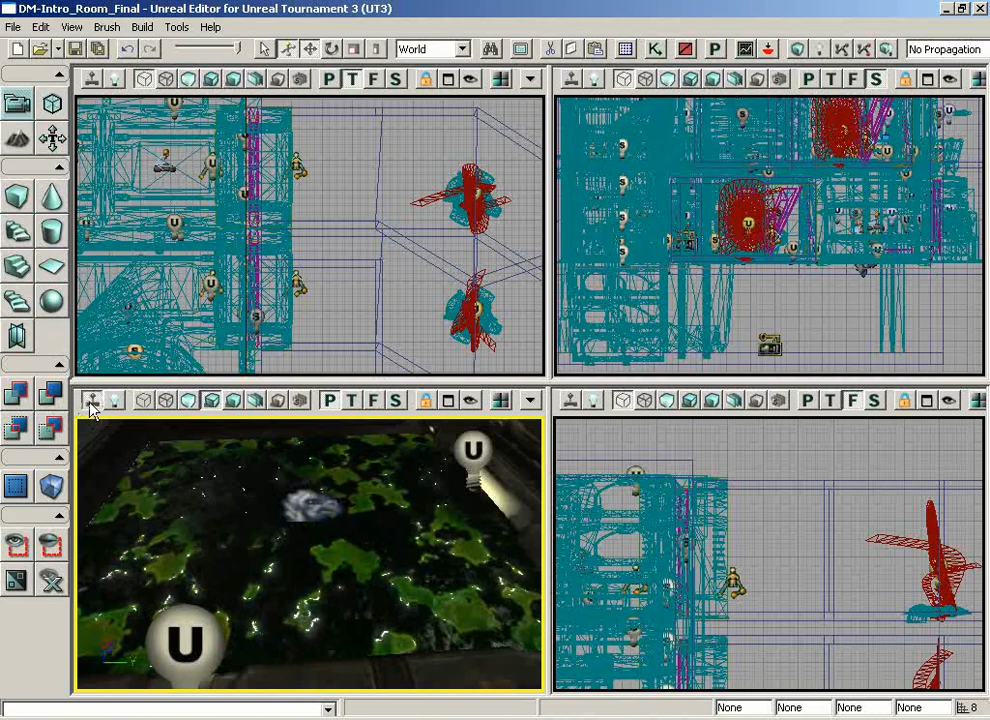 DM-Intro_Room_Final - Unreal Editor for Unreal Tournament 3 (UT3)
File Edit View Brush Build Tools Help
World
P
No Propagation
P T F S
P T F S
U
U
S
U
U
U
U
U
S
S
S
S
S
U
U
U
P T F S
P T F S
U
U
None None None None 8